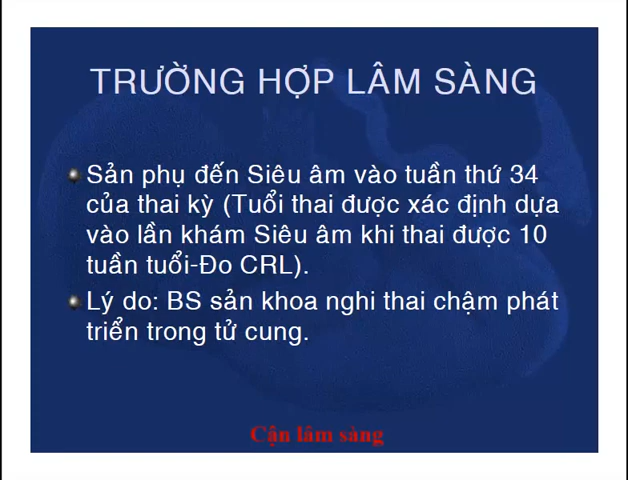 TRƯỜNG HỢP LÂM SÀNG
Sản phụ đến Siêu âm vào tuần thứ 34
của thai kỳ (Tuổi thai được xác định dựa
vào lần khám Siêu âm khi thai được 10
tuần tuổi-Đo CRL).
Lý do: BS sản khoa nghi thai chậm phát
triển trong tử cung.
Cận lâm sàng